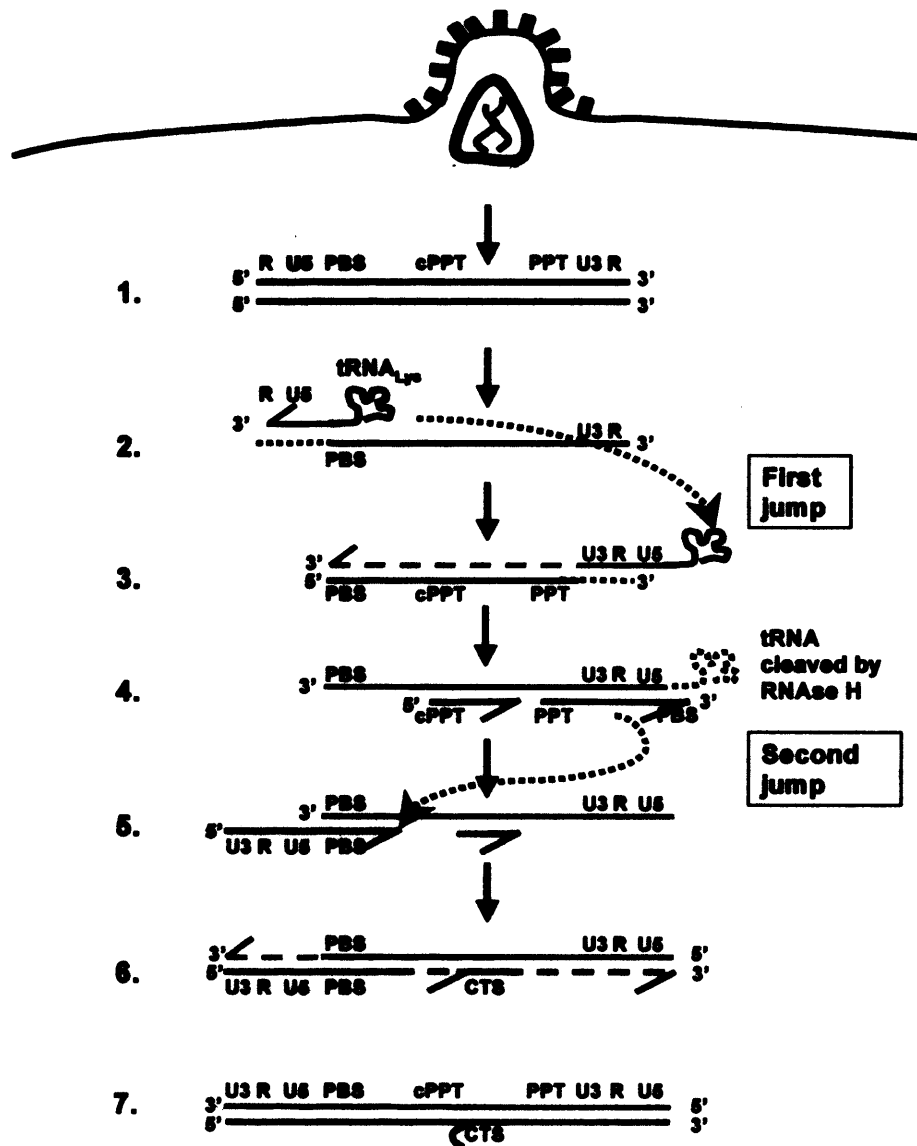 R U5 PBS cPPT PPT U3 R
5' 3'
1.
5' 3'
tRNALys
R U5
3' U3 R 3'
2.
PBS
First
jump
3' U3 R U5
3.
5' 3'
PBS cPPT PPT
tRNA
cleaved by
RNAse H
PBS U3 R U5
4.
3' 3'
5'
cPPT PPT PBS
Second
jump
PBS U3 R U5
3'
5.
5'
U3 R U5 PBS
PBS U3 R U5
3' 5'
6.
5' 3'
U3 R U5 PBS CTS
U3 R U5 PBS cPPT PPT U3 R U5
7.
3' 5'
5' 3'
CTS